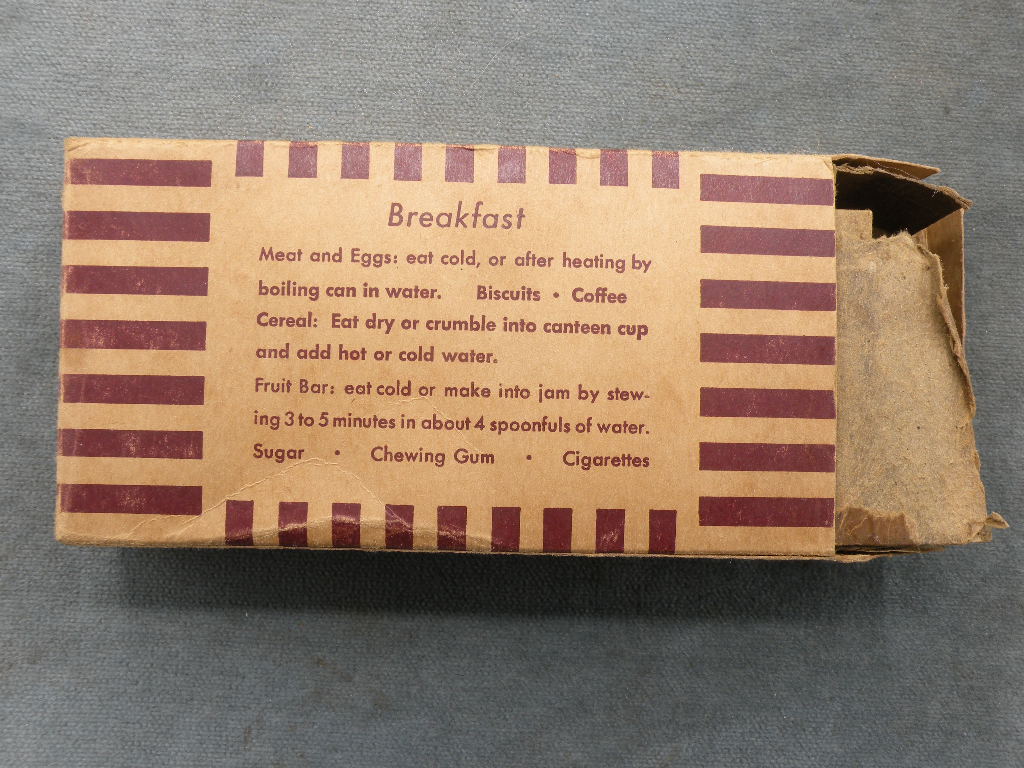 Breakfast
Meat and Eggs: eat cold, or after heating by
boiling can in water. Biscuits • Coffee
Cereal: Eat dry or crumble into canteen cup
and add hot or cold water.
Fruit Bar: eat cold or make into jam by stew-
ing 3 to 5 minutes in about 4 spoonfuls of water.
Sugar • Chewing Gum • Cigarettes